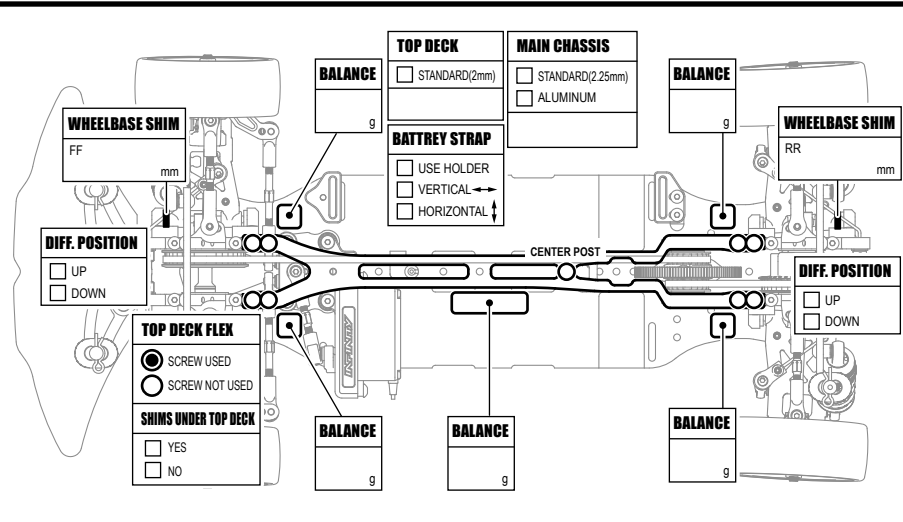 TOP DECK
STANDARD(2mm)
MAIN CHASSIS
STANDARD(2.25mm)
ALUMINUM
BALANCE
g
BALANCE
g
WHEELBASE SHIM
FF
mm
BATTREY STRAP
USE HOLDER
VERTICAL
HORIZONTAL
WHEELBASE SHIM
RR
mm
DIFF. POSITION
UP
DOWN
CENTER POST
DIFF. POSITION
UP
DOWN
TOP DECK FLEX
SCREW USED
SCREW NOT USED
SHIMS UNDER TOP DECK
YES
NO
INFINITY
BALANCE
g
BALANCE
g
BALANCE
g